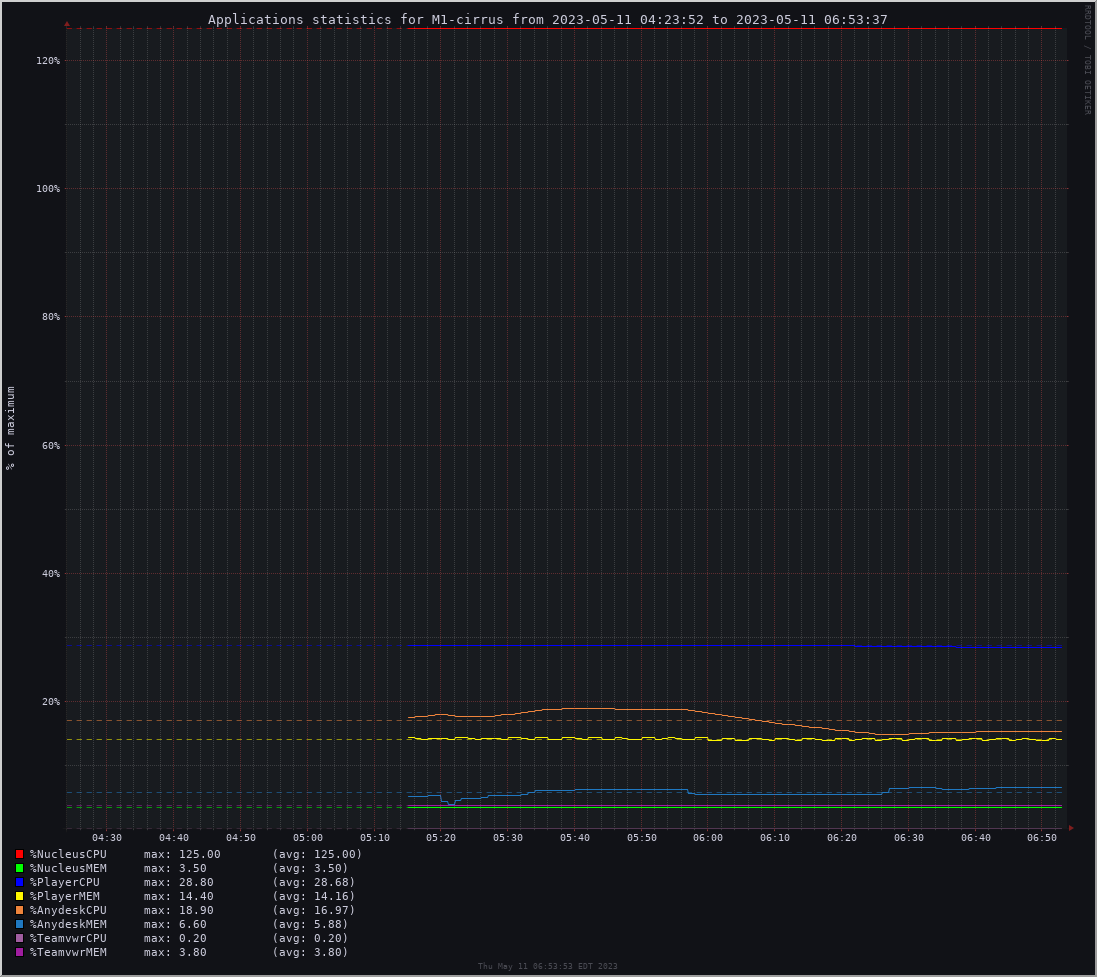 Applications statistics for M1-cirrus from 2023-05-11 04:23:52 to 2023-05-11 06:53:37
RRDTOOL / TOBI OETIKER
% of maximum
120%
100%
80%
60%
40%
20%
04:30 04:40 04:50 05:00 05:10 05:20 05:30 05:40 05:50 06:00 06:10 06:20 06:30 06:40 06:50
%NucleusCPU max: 125.00 (avg: 125.00)
%NucleusMEM max: 3.50 (avg: 3.50)
%PlayerCPU max: 28.80 (avg: 28.68)
%PlayerMEM max: 14.40 (avg: 14.16)
%AnydeskCPU max: 18.90 (avg: 16.97)
%AnydeskMEM max: 6.60 (avg: 5.88)
%TeamvwrCPU max: 0.20 (avg: 0.20)
%TeamvwrMEM max: 3.80 (avg: 3.80)
Thu May 11 06:53:53 EDT 2023